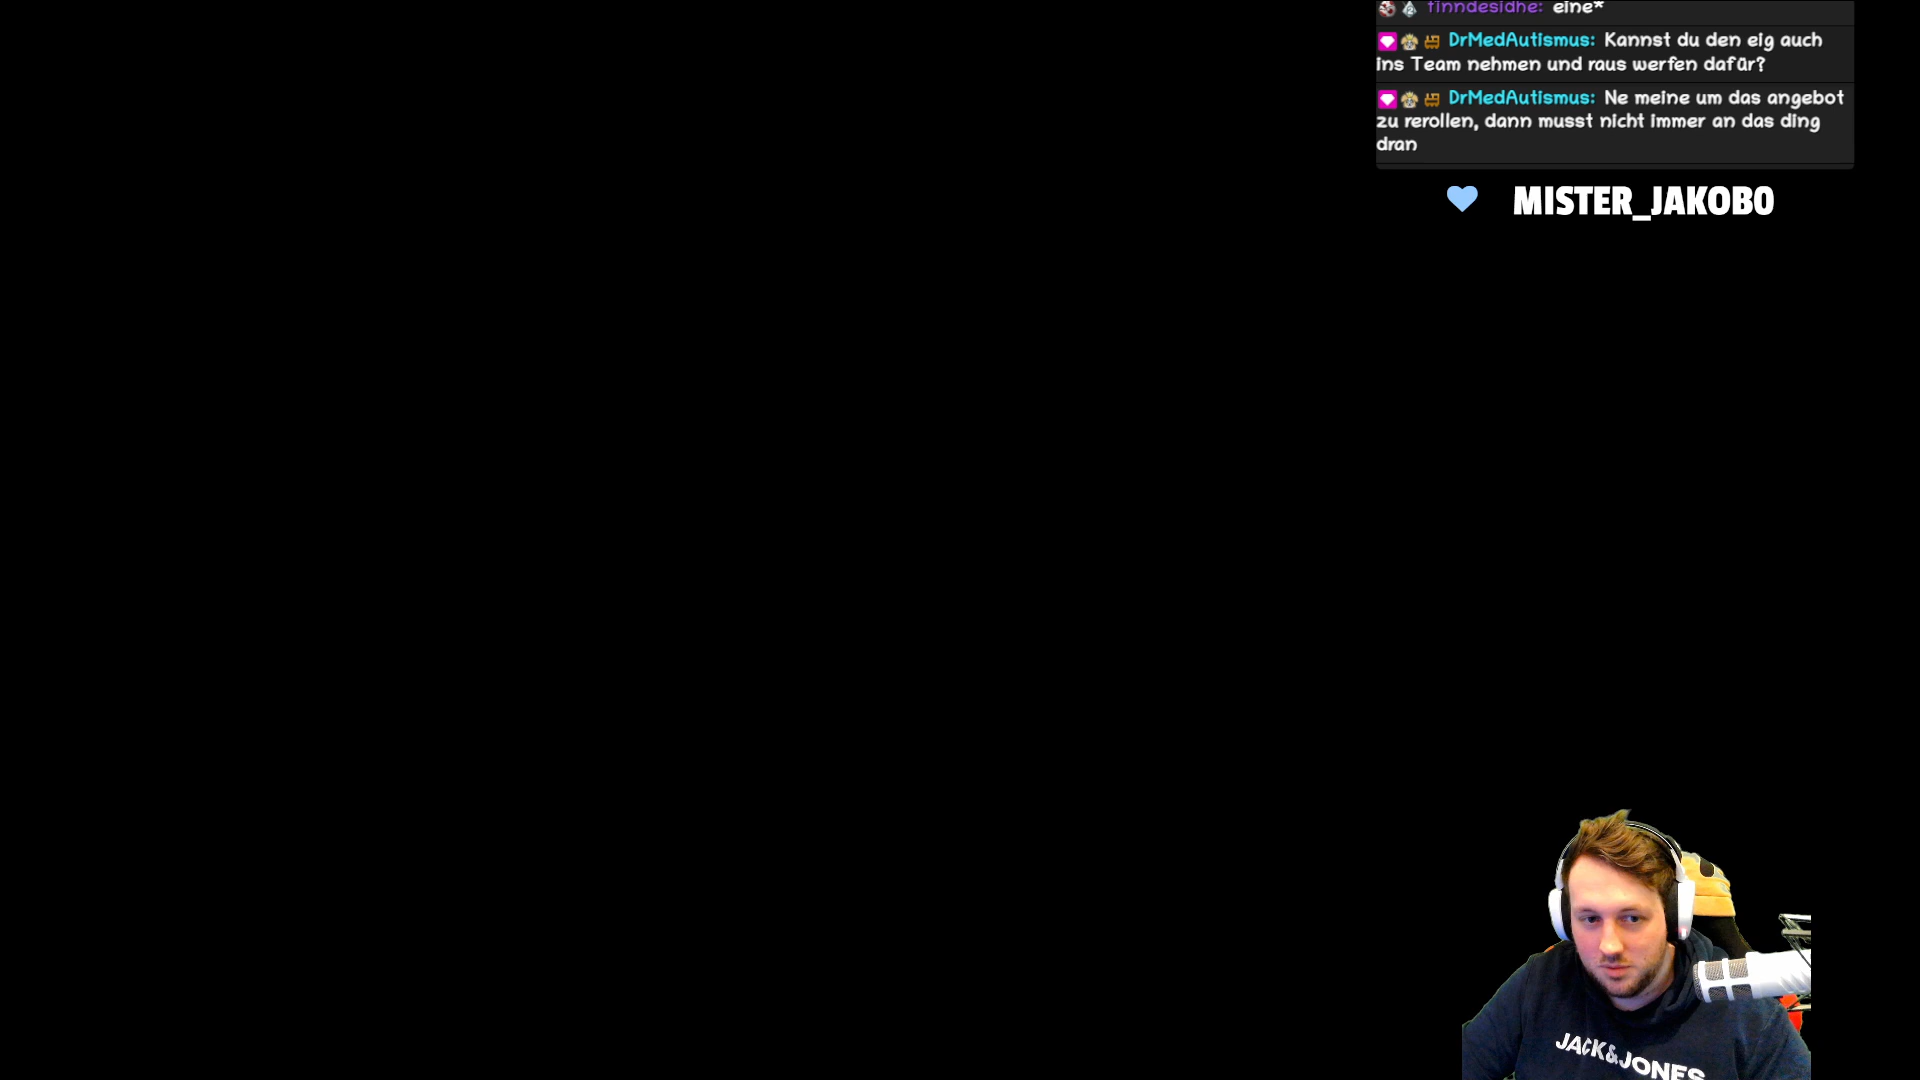 finndesidhe: eine*
DrMedAutismus: Kannst du den eig auch
ins Team nehmen und raus werfen dafür?
DrMedAutismus: Ne meine um das angebot
zu rerollen, dann musst nicht immer an das ding
dran
MISTER_JAKOBO
JACK&JONES